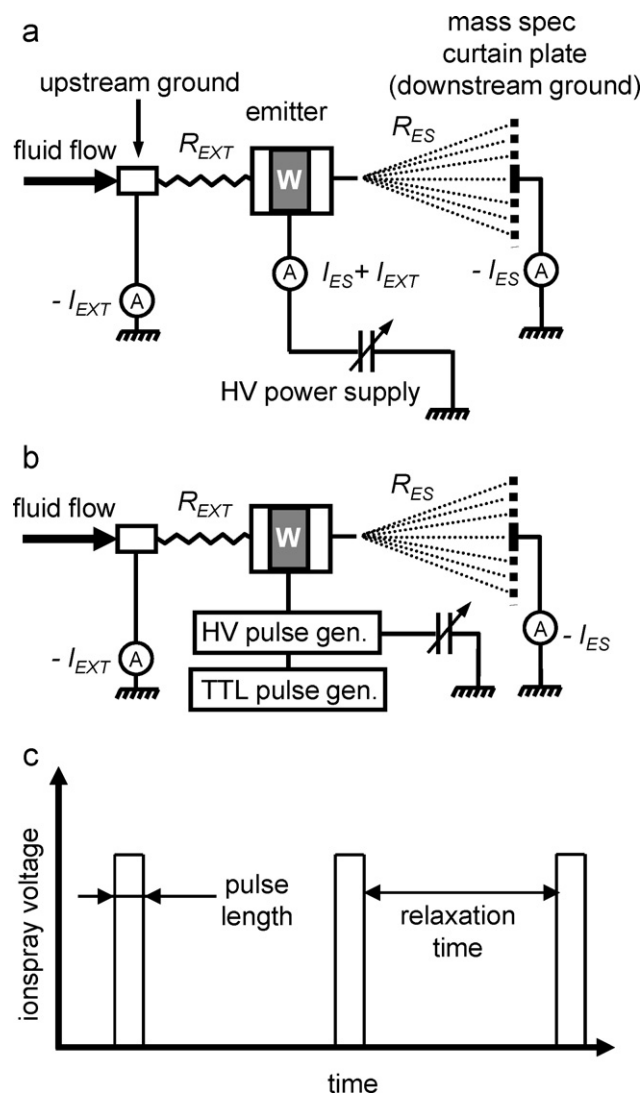 a
mass spec
curtain plate
(downstream ground)
upstream ground
emitter
fluid flow
R_EXT
R_ES
W
A
- I_EXT
A
I_ES + I_EXT
- I_ES
A
HV power supply
b
fluid flow
R_EXT
R_ES
W
HV pulse gen.
TTL pulse gen.
- I_EXT
A
A
- I_ES
c
ionspray voltage
pulse
length
relaxation
time
time